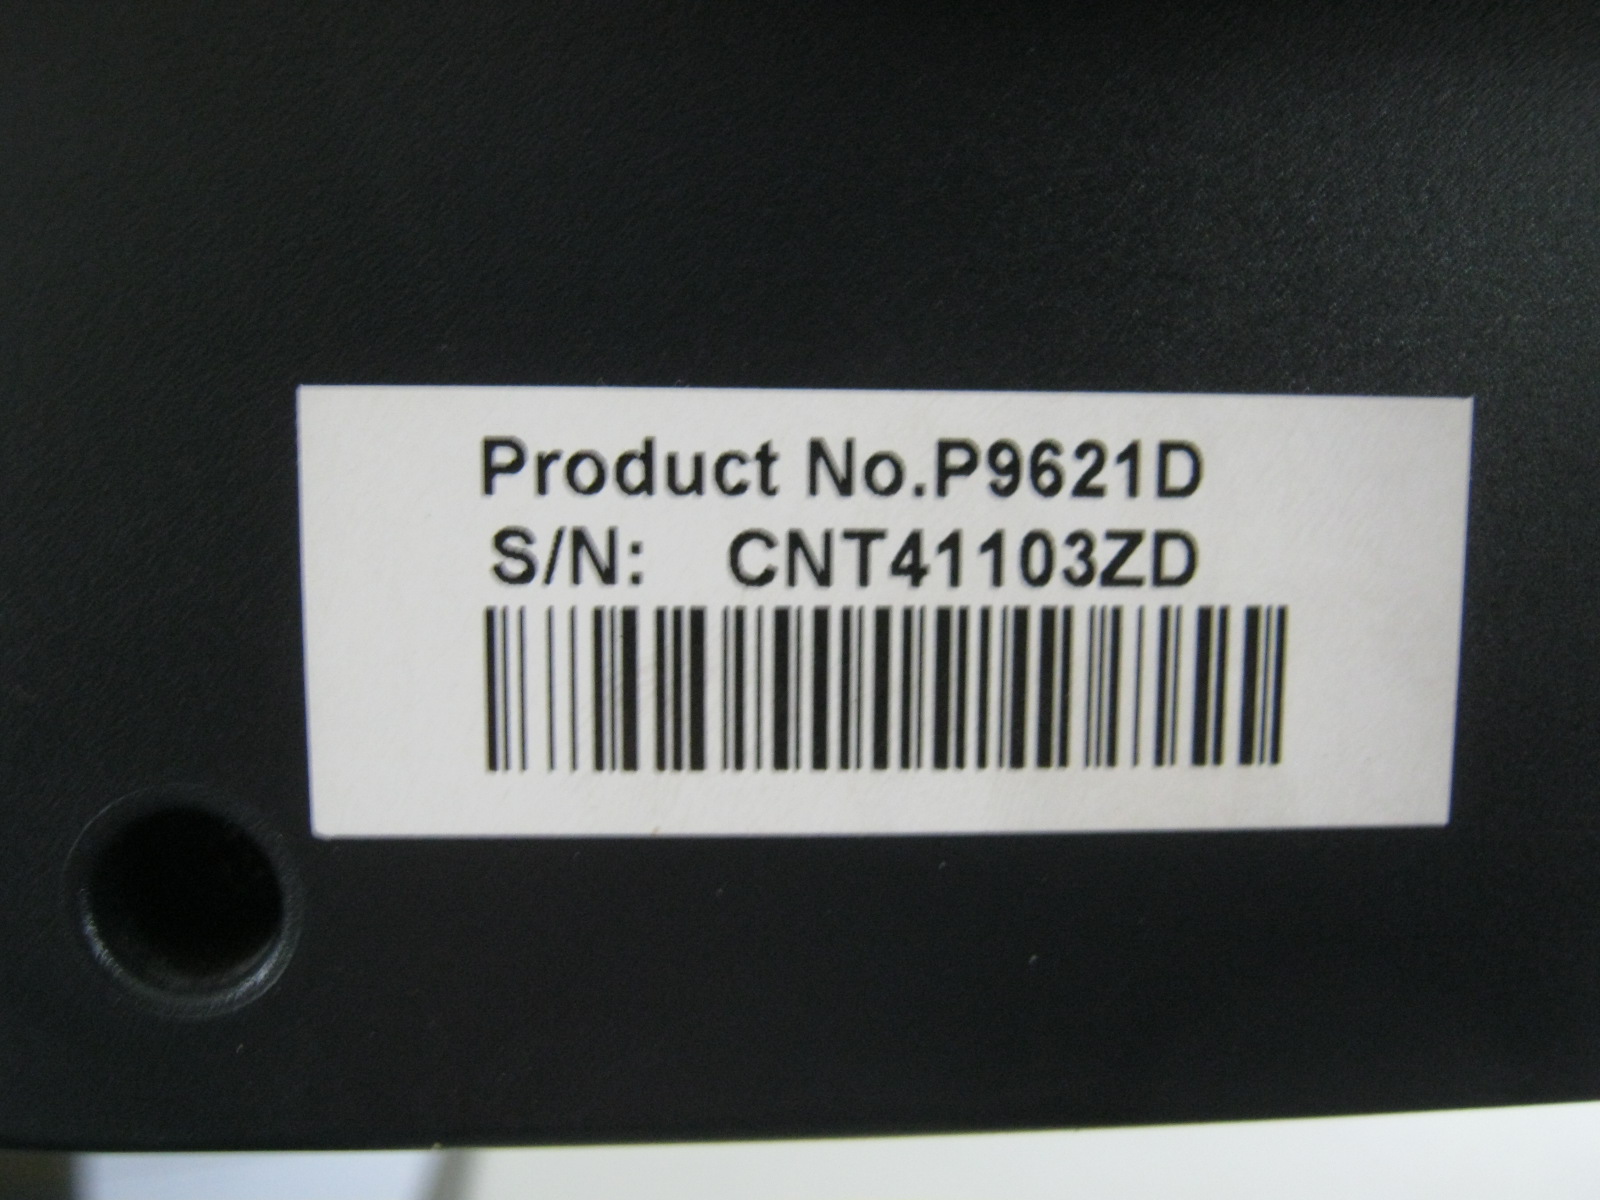 Product No.P9621D
S/N: CNT41103ZD